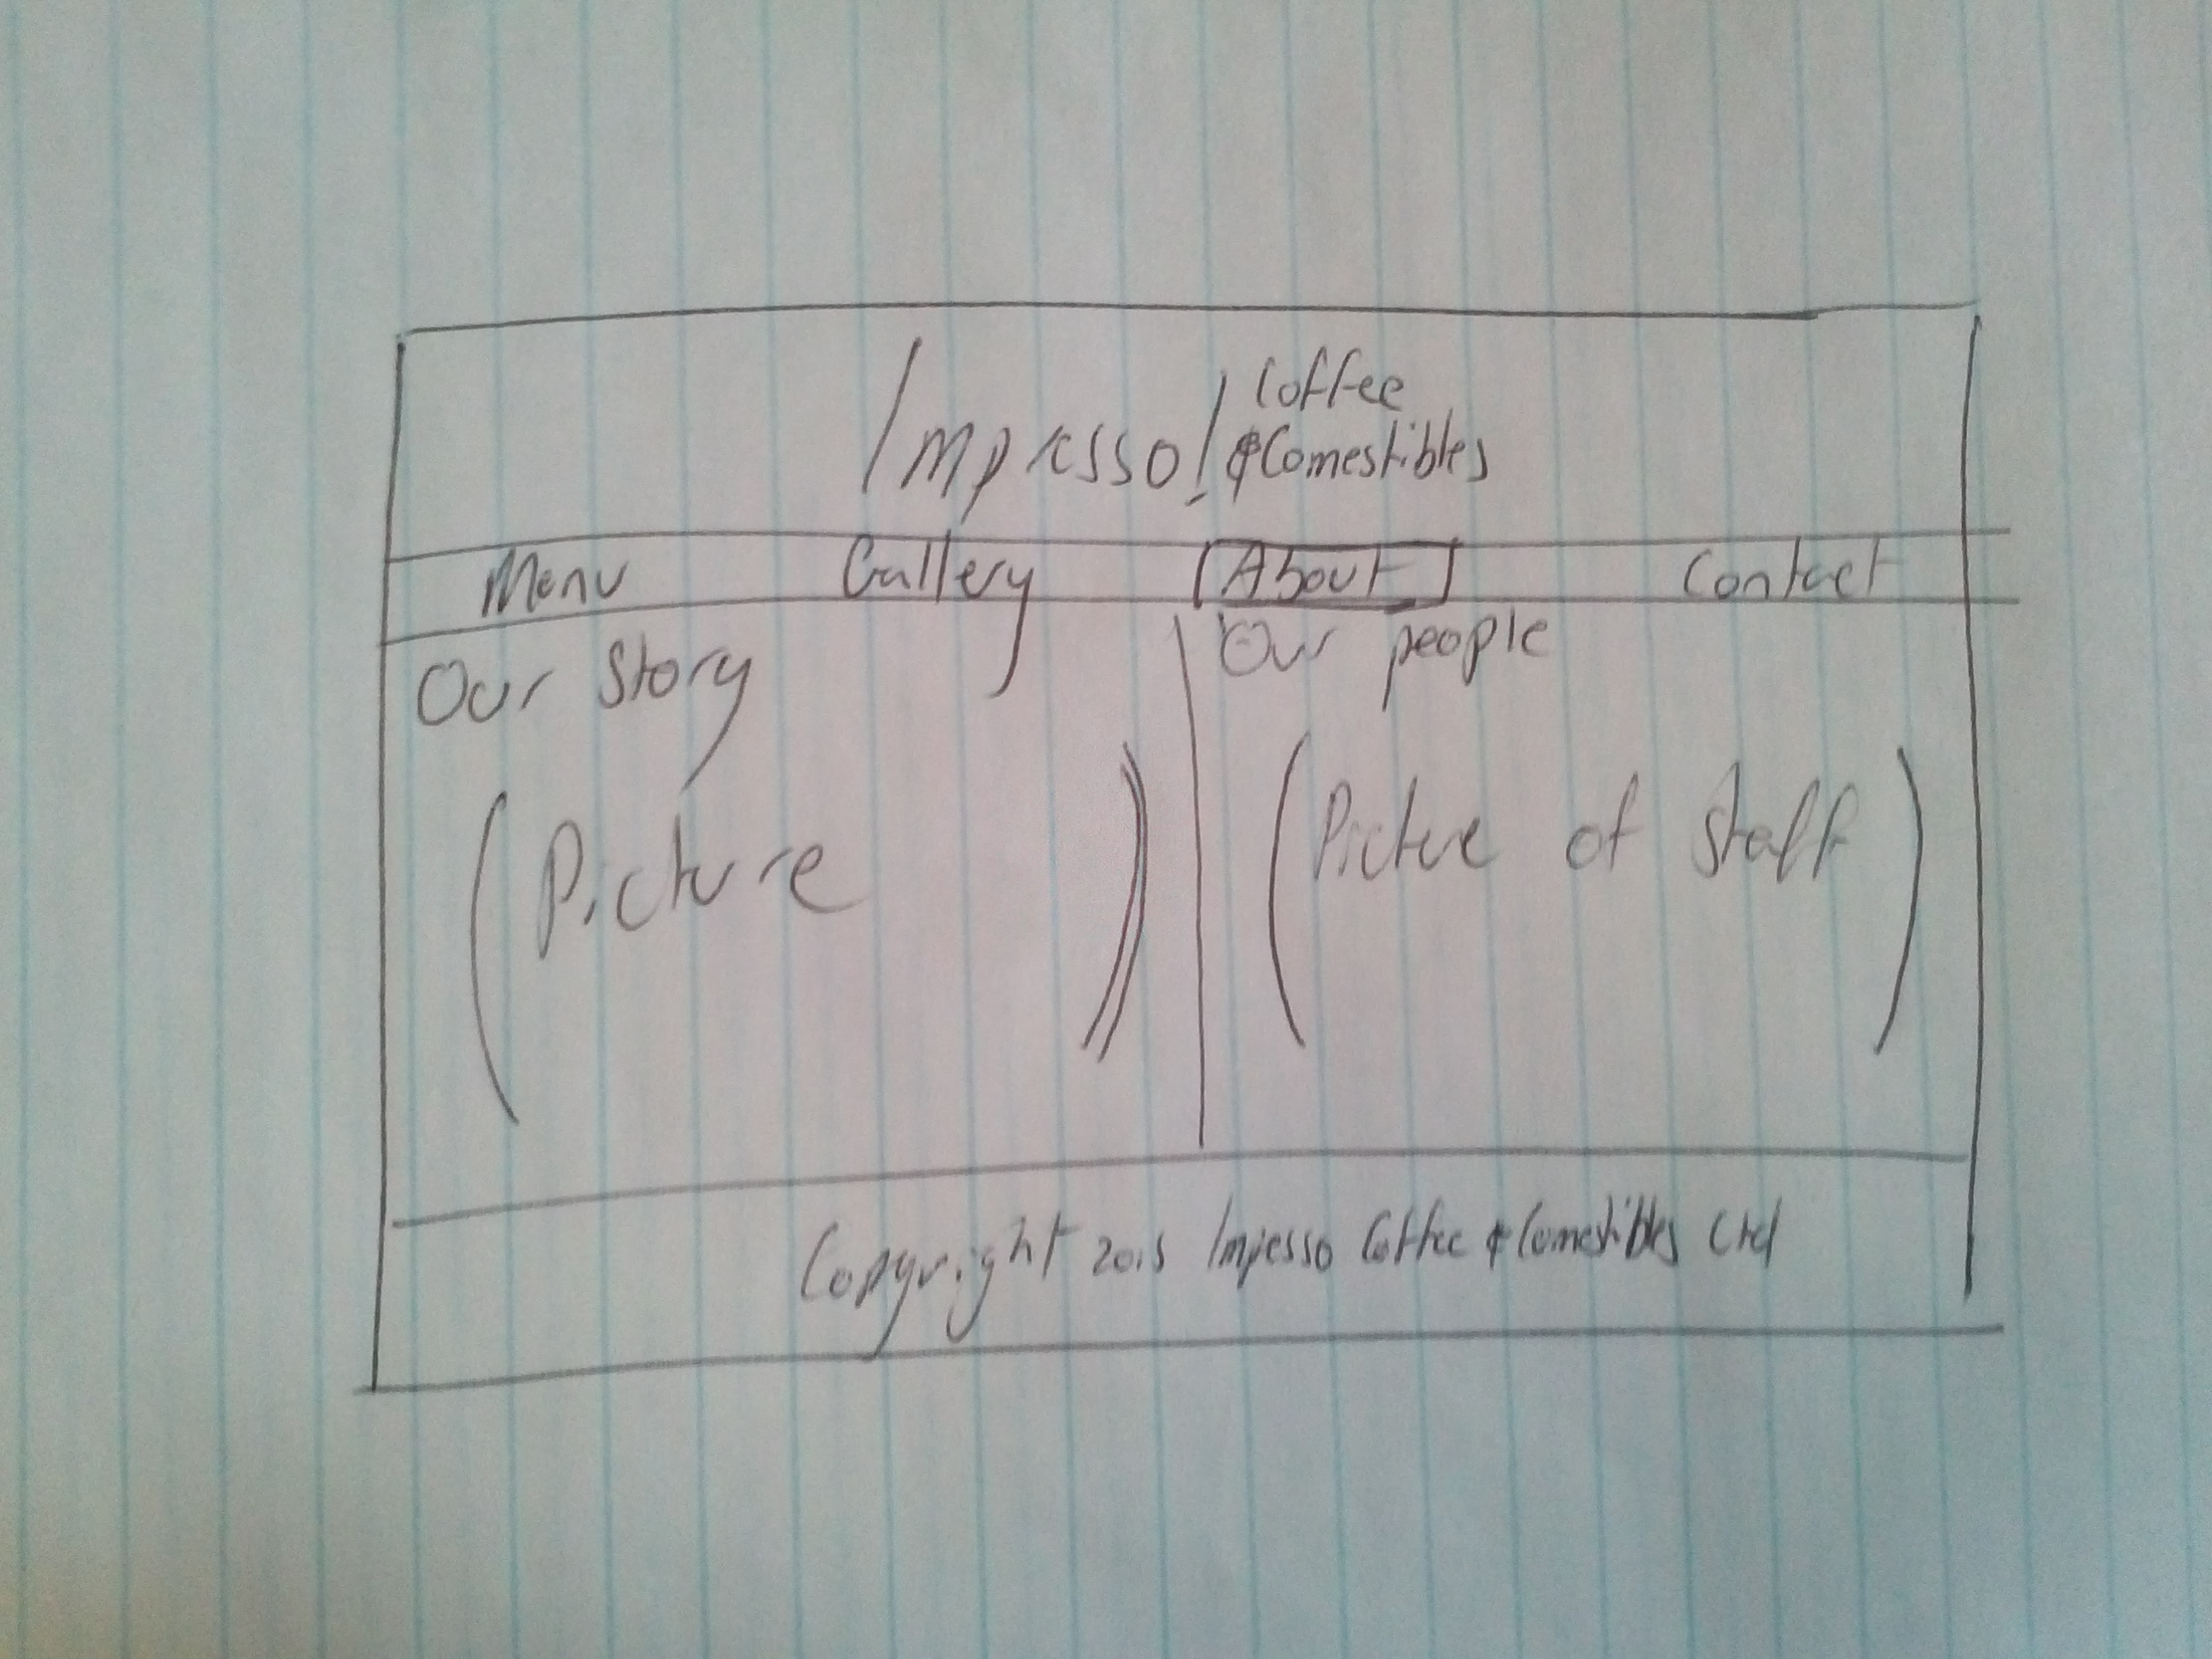 Impresso! Coffee
& Comestibles
Menu Gallery About Contact
Our Story
Our people
(Picture)
(Picture of Staff)
Copyright 2015 Impesso Coffee & Comestibles Ltd